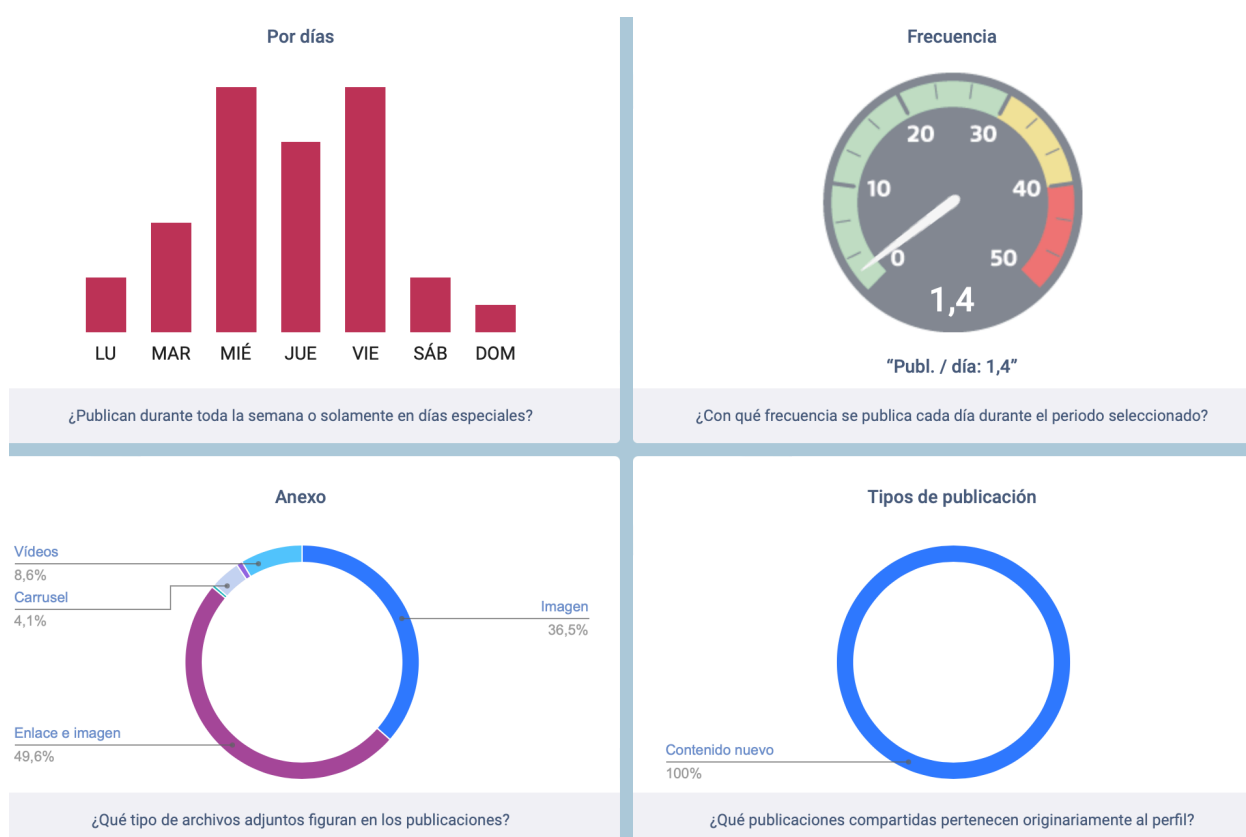 Por días
LU
MAR
MIÉ
JUE
VIE
SÁB
DOM
¿Publican durante toda la semana o solamente en días especiales?
Frecuencia
0
10
20
30
40
50
1,4
“Publ. / día: 1,4”
¿Con qué frecuencia se publica cada día durante el periodo seleccionado?
Anexo
Vídeos
8,6%
Carrusel
4,1%
Imagen
36,5%
Enlace e imagen
49,6%
¿Qué tipo de archivos adjuntos figuran en los publicaciones?
Tipos de publicación
Contenido nuevo
100%
¿Qué publicaciones compartidas pertenecen originariamente al perfil?